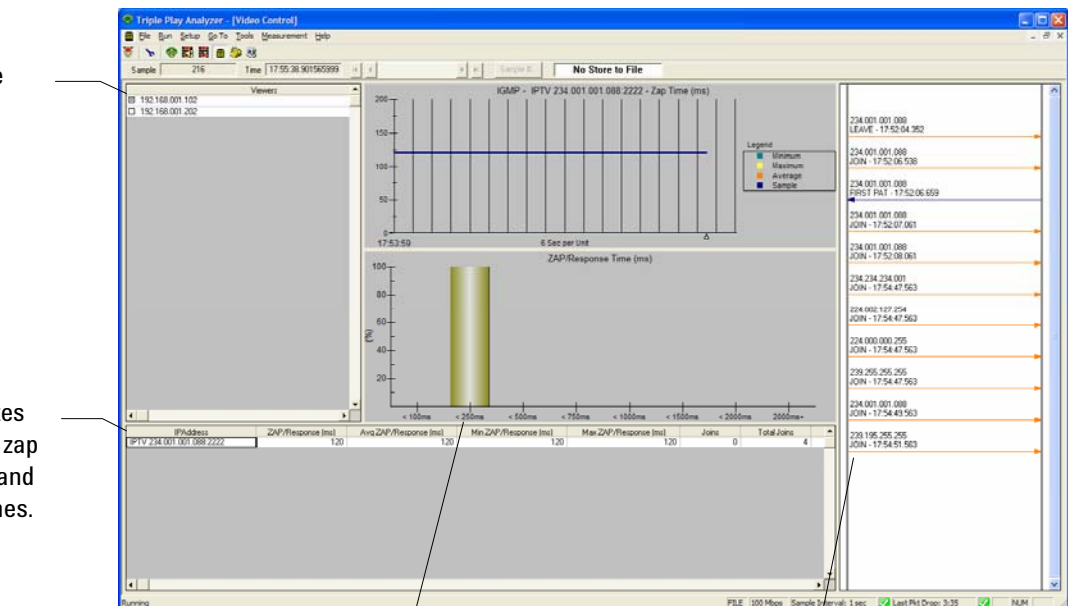 Triple Play Analyzer - [Video Control]
File Run Setup Go To Tools Measurement Help
Sample 216 Time 17:55:38.901565999 No Store to File
e
Viewers
192.168.001.102
192.168.001.202
IGMP - IPTV 234.001.001.088:2222 - Zap Time (ms)
200
150
100
50
0
17:53:59 6 Sec per Unit
Legend
Minimum
Maximum
Average
Sample
ZAP/Response Time (ms)
100
80
60
40
20
(%)
< 100ms < 250ms < 500ms < 750ms < 1000ms < 1500ms < 2000ms 2000ms+
234.001.001.088
LEAVE - 17:52:04.352
234.001.001.088
JOIN - 17:52:06.538
234.001.001.088
FIRST PAT - 17:52:06.659
234.001.001.088
JOIN - 17:52:07.061
234.001.001.088
JOIN - 17:52:08.061
234.234.234.001
JOIN - 17:54:47.563
224.002.127.254
JOIN - 17:54:47.563
224.000.000.255
JOIN - 17:54:47.563
239.255.255.255
JOIN - 17:54:47.563
234.001.001.088
JOIN - 17:54:49.563
239.195.255.255
JOIN - 17:54:51.563
tes
zap
and
nes.
IPAddress ZAP/Response (ms) Avg ZAP/Response (ms) Min ZAP/Response (ms) Max ZAP/Response (ms) Joins Total Joins
IPTV 234.001.001.088:2222 120 120 120 120 0 4
Running FILE 100 Mbps Sample Interval: 1 sec Last Pkt Drop: 3:35 NUM